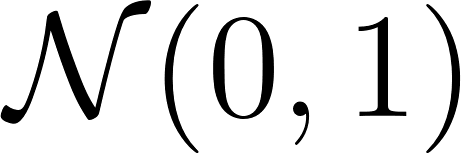 𝒩(0, 1)